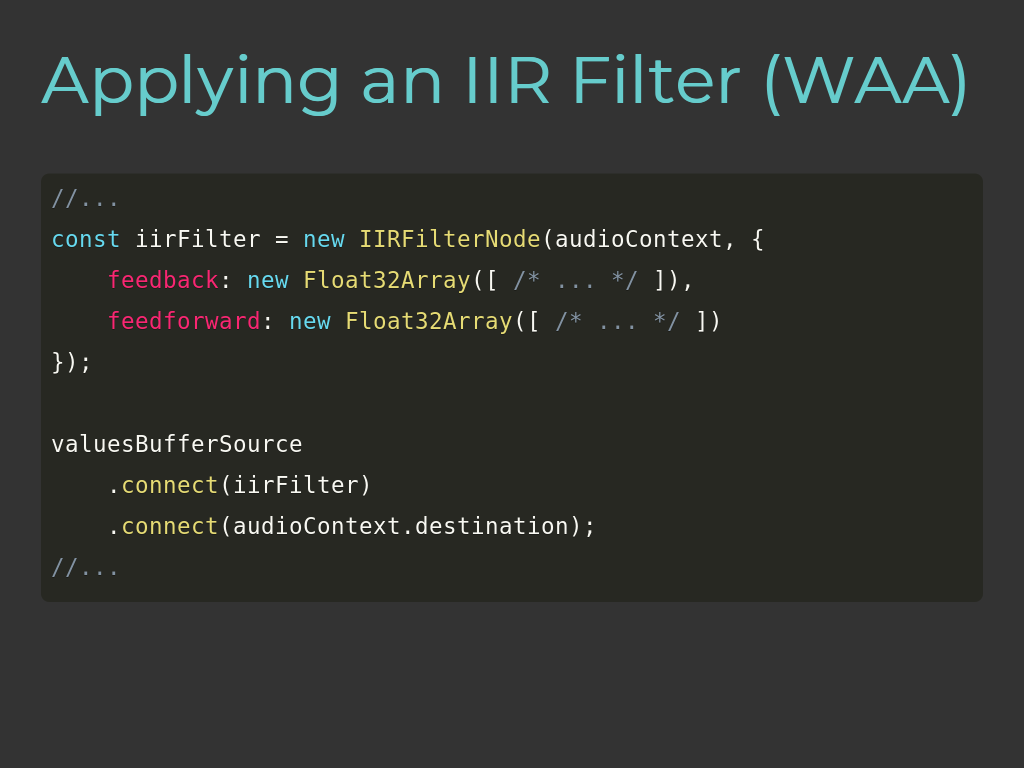 Applying an IIR Filter (WAA)
//...
const iirFilter = new IIRFilterNode(audioContext, {
    feedback: new Float32Array([ /* ... */ ]),
    feedforward: new Float32Array([ /* ... */ ])
});

valuesBufferSource
    .connect(iirFilter)
    .connect(audioContext.destination);
//...